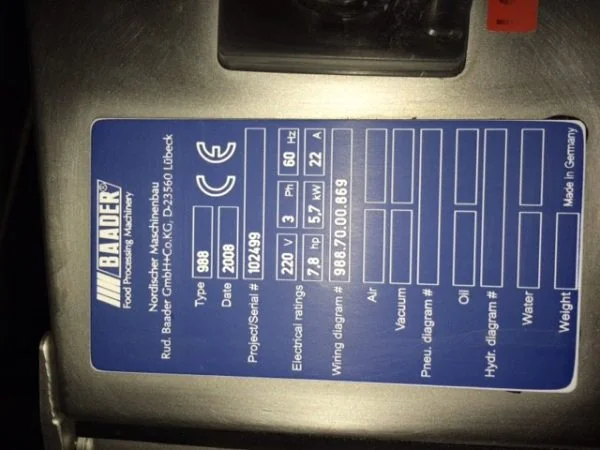 BAADER®
Food Processing Machinery
Nordischer Maschinenbau
Rud. Baader GmbH+Co.KG, D-23560 Lübeck
Type 988 CE
Date 2008
Project/Serial # 102499
Electrical ratings 220 V 3 Ph 60 Hz
7,8 hp 5,7 kW 22 A
Wiring diagram # 988.70.00.869
Air
Vacuum
Pneu. diagram #
Oil
Hydr. diagram #
Water
Weight Made in Germany